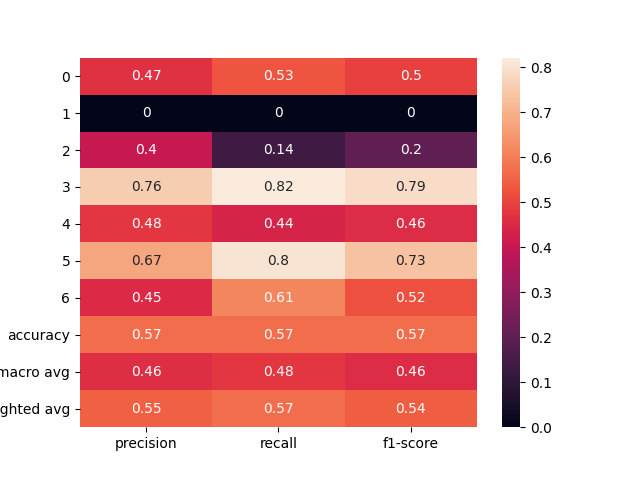 0 0.47 0.53 0.5
1 0 0 0
2 0.4 0.14 0.2
3 0.76 0.82 0.79
4 0.48 0.44 0.46
5 0.67 0.8 0.73
6 0.45 0.61 0.52
accuracy 0.57 0.57 0.57
macro avg 0.46 0.48 0.46
ghted avg 0.55 0.57 0.54
precision recall f1-score
0.8
0.7
0.6
0.5
0.4
0.3
0.2
0.1
0.0